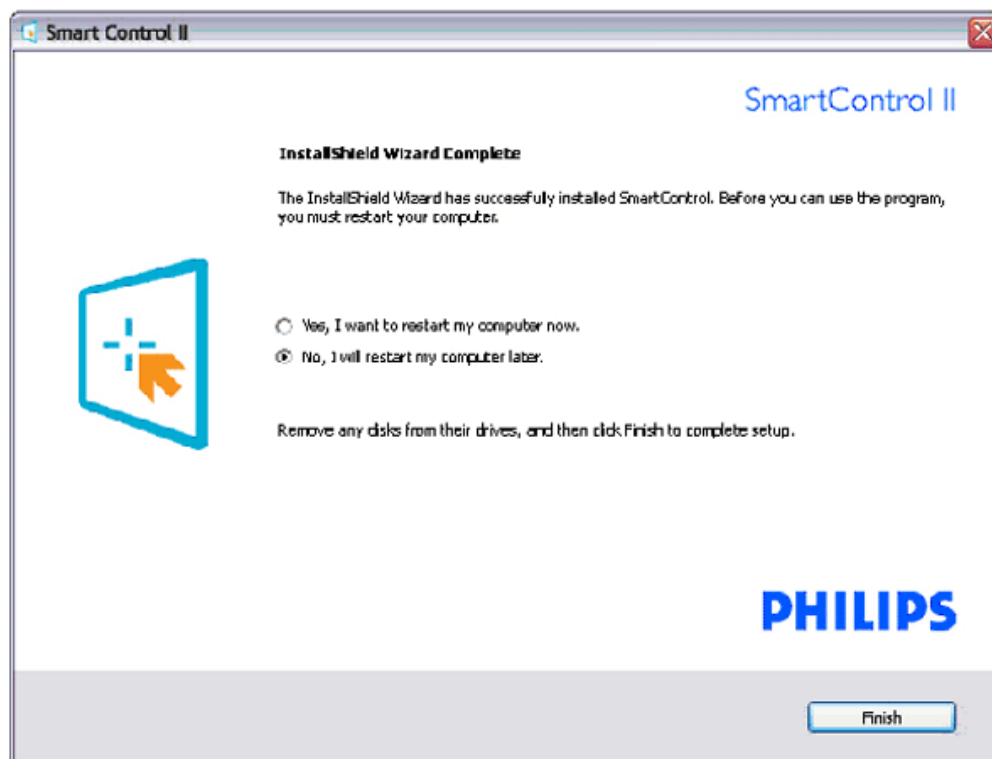 Smart Control II
SmartControl II
InstallShield Wizard Complete
The InstallShield Wizard has successfully installed SmartControl. Before you can use the program,
you must restart your computer.
Yes, I want to restart my computer now.
No, I will restart my computer later.
Remove any disks from their drives, and then click Finish to complete setup.
PHILIPS
Finish